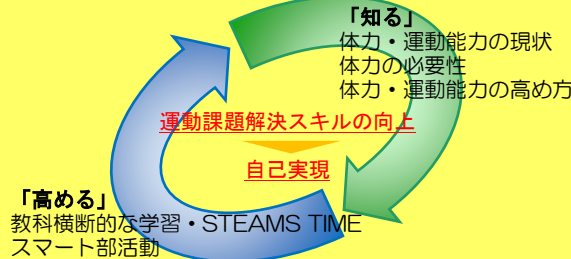 「知る」
体力・運動能力の現状
体力の必要性
体力・運動能力の高め方
運動課題解決スキルの向上
自己実現
「高める」
教科横断的な学習・STEAMS TIME
スマート部活動